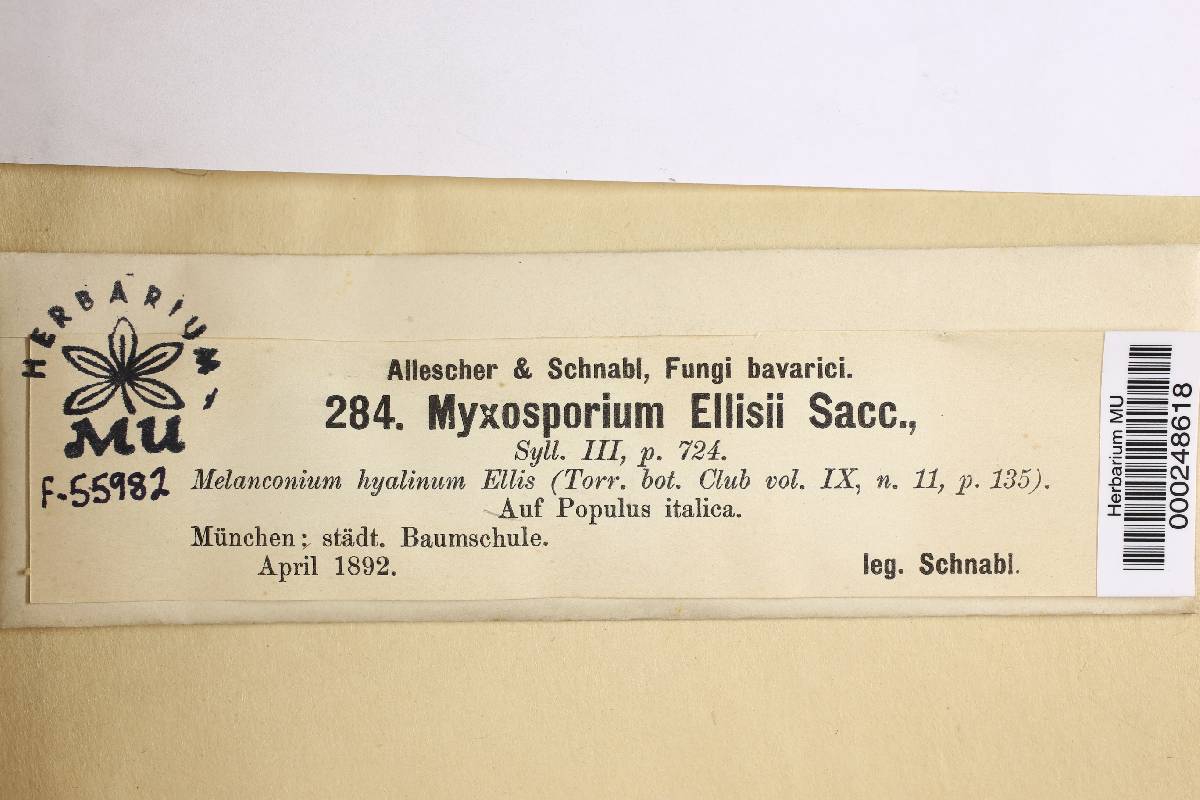 HERBARIUM
MU
F-55982
Allescher & Schnabl, Fungi bavarici.
284. Myxosporium Ellisii Sacc.,
Syll. III, p. 724.
Melanconium hyalinum Ellis (Torr. bot. Club vol. IX, n. 11, p. 135).
Auf Populus italica.
München; städt. Baumschule.
April 1892.
leg. Schnabl.
Herbarium MU
000248618